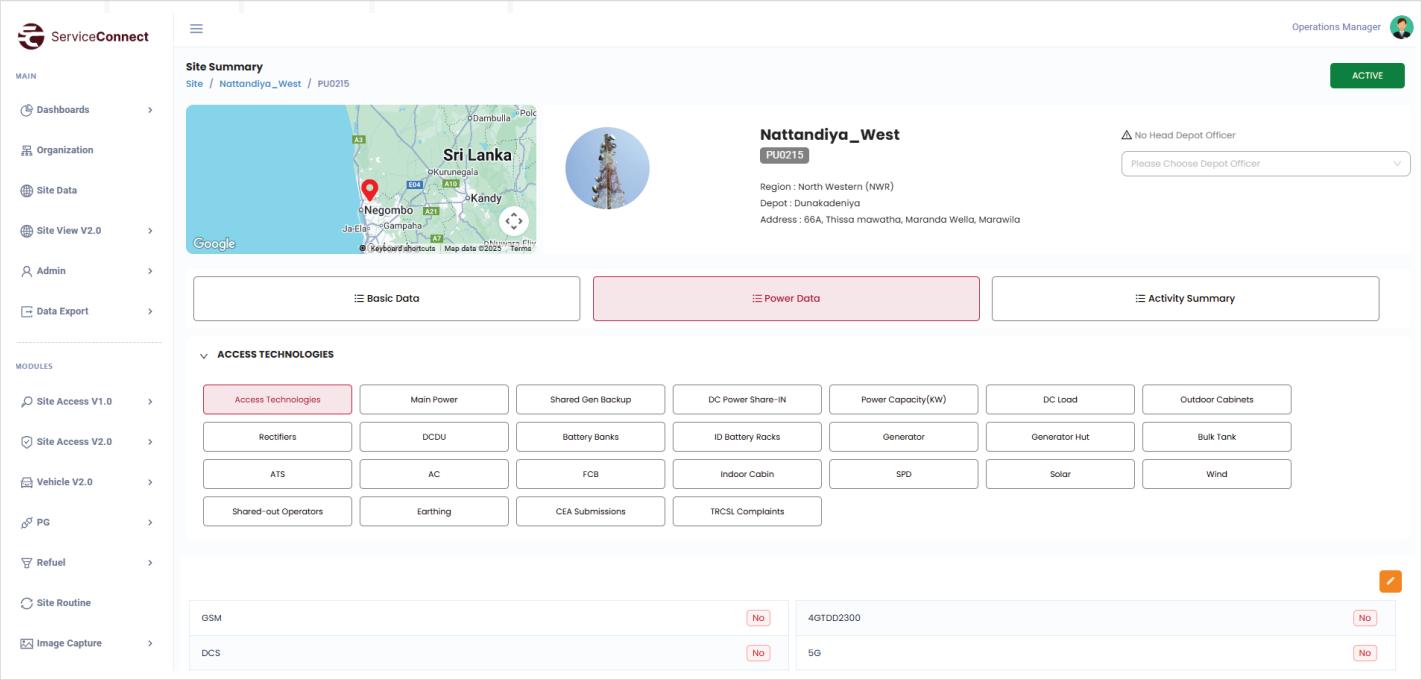 ServiceConnect
MAIN
Dashboards
Organization
Site Data
Site View V2.0
Admin
Data Export
MODULES
Site Access V1.0
Site Access V2.0
Vehicle V2.0
PG
Refuel
Site Routine
Image Capture
Operations Manager
Site Summary
Site / Nattandiya_West / PU0215
ACTIVE
Dambulla
A3
Sri Lanka
Kurunegala
E04 A10
Kandy
Negombo A21
Ja-Ela Gampaha
A7
Google
Keyboard shortcuts Map data ©2025 Terms
Nattandiya_West
PU0215
Region : North Western (NWR)
Depot : Dunakadeniya
Address : 66A, Thissa mawatha, Maranda Wella, Marawila
No Head Depot Officer
Please Choose Depot Officer
Basic Data Power Data Activity Summary
ACCESS TECHNOLOGIES
Access Technologies Main Power Shared Gen Backup DC Power Share-IN Power Capacity(KW) DC Load Outdoor Cabinets
Rectifiers DCDU Battery Banks ID Battery Racks Generator Generator Hut Bulk Tank
ATS AC FCB Indoor Cabin SPD Solar Wind
Shared-out Operators Earthing CEA Submissions TRCSL Complaints
GSM No 4GTDD2300 No
DCS No 5G No